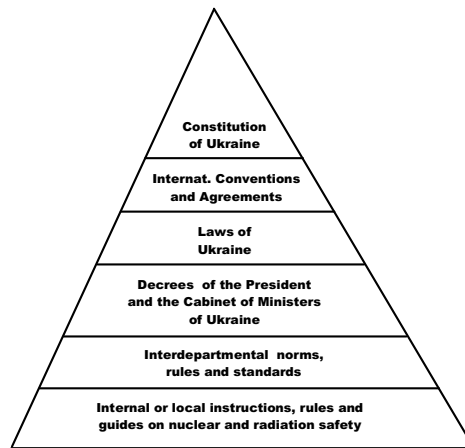 Constitution
of Ukraine
Internat. Conventions
and Agreements
Laws of
Ukraine
Decrees of the President
and the Cabinet of Ministers
of Ukraine
Interdepartmental norms,
rules and standards
Internal or local instructions, rules and
guides on nuclear and radiation safety